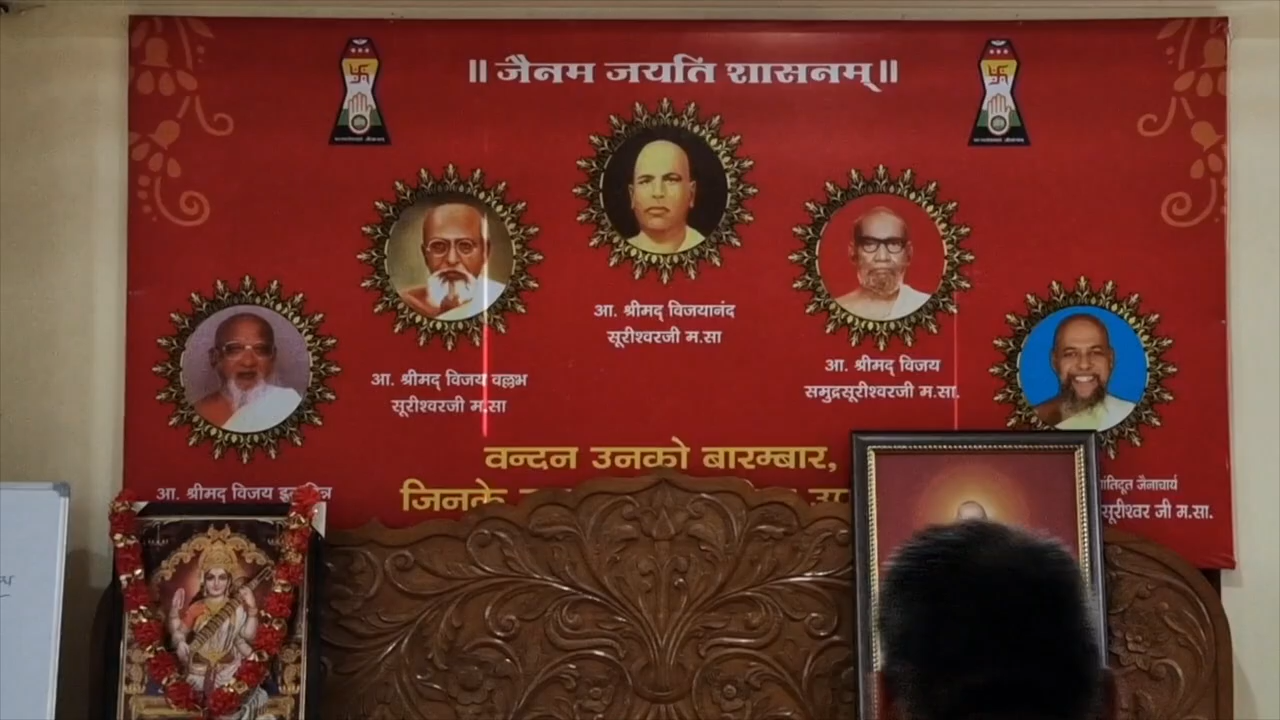 ॥ जैनम जयति शासनम् ॥
आ. श्रीमद् विजयानंद
सूरीश्वरजी म.सा
आ. श्रीमद् विजय वल्लभ
सूरीश्वरजी म.सा
आ. श्रीमद् विजय
समुद्रसूरीश्वरजी म.सा.
आ. श्रीमद् विजय
जैनाचार्य
सूरीश्वर जी म.सा.
वन्दन उनको बारम्बार,
जिनके